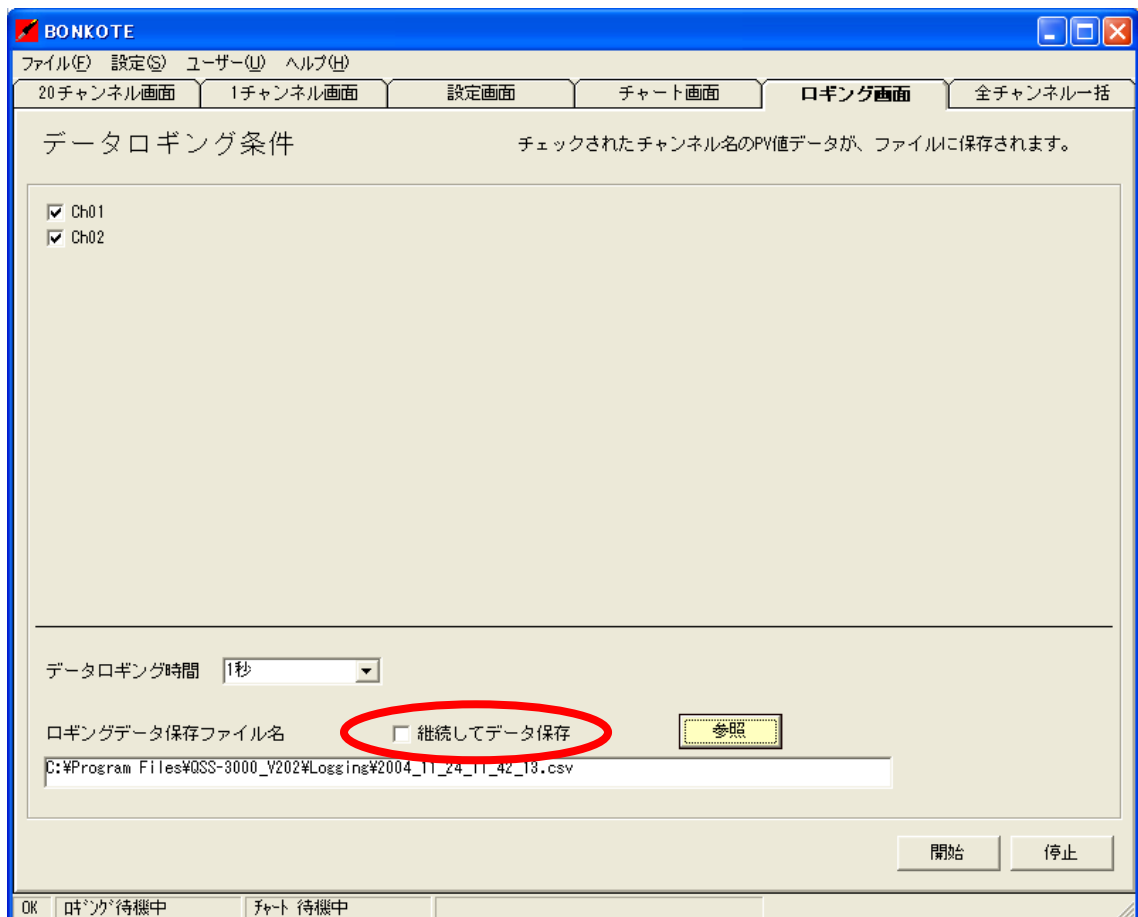 BONKOTE
ファイル(F) 設定(S) ユーザー(U) ヘルプ(H)
20チャンネル画面 1チャンネル画面 設定画面 チャート画面 ロギング画面 全チャンネル一括
データロギング条件 チェックされたチャンネル名のPV値データが、ファイルに保存されます。
Ch01
Ch02
データロギング時間 1秒
ロギングデータ保存ファイル名 継続してデータ保存 参照
C:¥Program Files¥QSS-3000_V202¥Logging¥2004_11_24_11_42_13.csv
開始 停止
OK ﾛｷﾞﾝｸﾞ待機中 ﾁｬｰﾄ 待機中